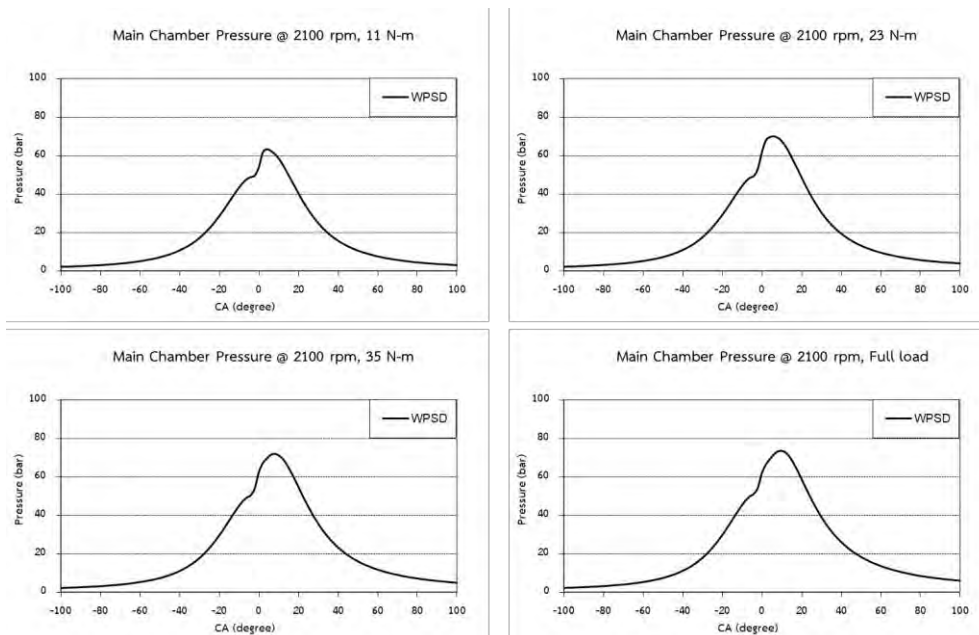 Main Chamber Pressure @ 2100 rpm, 11 N-m
WPSD
Pressure (bar)
100
80
60
40
20
0
-100 -80 -60 -40 -20 0 20 40 60 80 100
CA (degree)
Main Chamber Pressure @ 2100 rpm, 23 N-m
WPSD
Pressure (bar)
100
80
60
40
20
0
-100 -80 -60 -40 -20 0 20 40 60 80 100
CA (degree)
Main Chamber Pressure @ 2100 rpm, 35 N-m
WPSD
Pressure (bar)
100
80
60
40
20
0
-100 -80 -60 -40 -20 0 20 40 60 80 100
CA (degree)
Main Chamber Pressure @ 2100 rpm, Full load
WPSD
Pressure (bar)
100
80
60
40
20
0
-100 -80 -60 -40 -20 0 20 40 60 80 100
CA (degree)